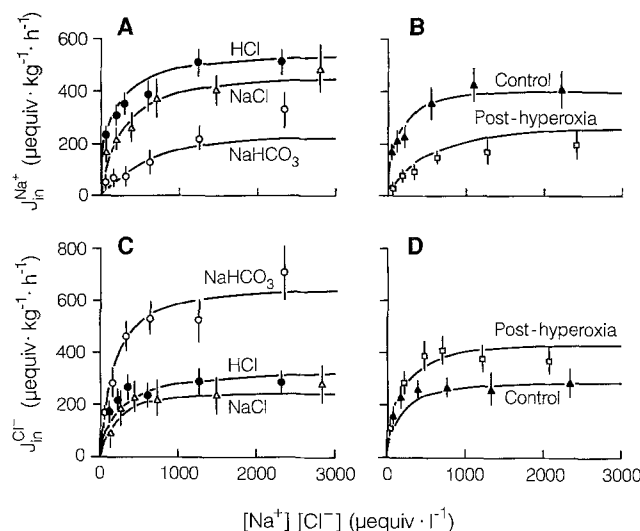 A
B
J_in^Na+ (µequiv· kg⁻¹· h⁻¹)
600
400
200
0
HCl
NaCl
NaHCO₃
Control
Post-hyperoxia
C
D
J_in^Cl− (µequiv· kg⁻¹· h⁻¹)
800
600
400
200
0
NaHCO₃
HCl
NaCl
Post-hyperoxia
Control
0 1000 2000 3000
0 1000 2000 3000
[Na⁺] [Cl⁻] (µequiv · l⁻¹)